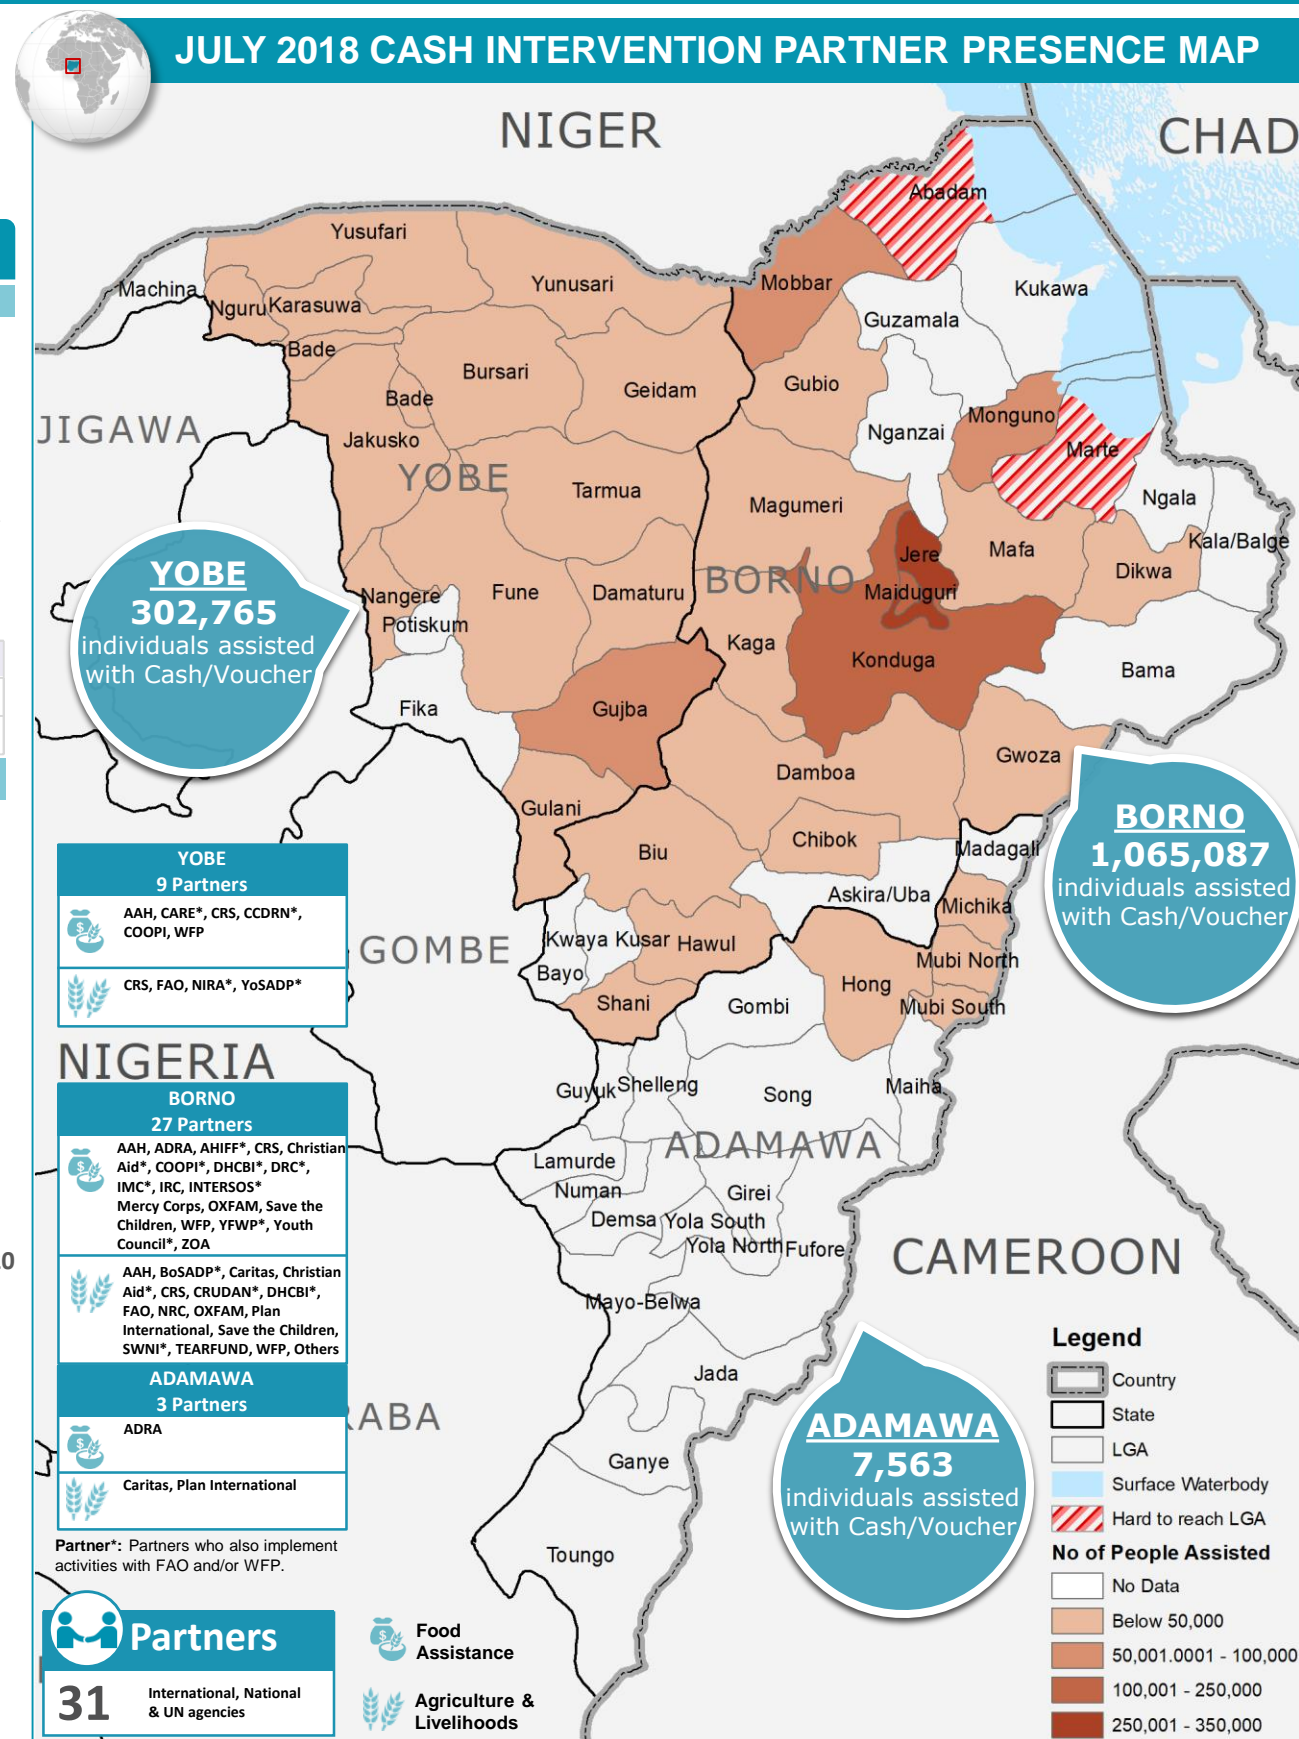 JULY 2018 CASH INTERVENTION PARTNER PRESENCE MAP
NIGER
CHAD
Abadam
Yusufari
Machina
Yunusari
Mobbar
Kukawa
Nguru
Karasuwa
Guzamala
Bade
Bursari
Geidam
Gubio
Bade
Monguno
JIGAWA
Jakusko
Nganzai
Marte
YOBE
Tarmua
Magumeri
Ngala
Kala/Balge
Jere
Mafa
Dikwa
BORNO
YOBE
302,765
individuals assisted
with Cash/Voucher
Nangere
Fune
Damaturu
Maiduguri
Potiskum
Kaga
Konduga
Bama
Fika
Gujba
Gwoza
Damboa
Gulani
Chibok
BORNO
1,065,087
individuals assisted
with Cash/Voucher
Biu
Madagali
Askira/Uba
Michika
YOBE
9 Partners
AAH, CARE*, CRS, CCDRN*,
COOPI, WFP
CRS, FAO, NIRA*, YoSADP*
GOMBE
Kwaya Kusar
Hawul
Mubi North
Bayo
Hong
Shani
Gombi
Mubi South
NIGERIA
Guyuk
Shelleng
Song
Maiha
ADAMAWA
BORNO
27 Partners
AAH, ADRA, AHIFF*, CRS, Christian
Aid*, COOPI*, DHCBI*, DRC*,
IMC*, IRC, INTERSOS*
Mercy Corps, OXFAM, Save the
Children, WFP, YFWP*, Youth
Council*, ZOA
AAH, BoSADP*, Caritas, Christian
Aid*, CRS, CRUDAN*, DHCBI*,
FAO, NRC, OXFAM, Plan
International, Save the Children,
SWNI*, TEARFUND, WFP, Others
Lamurde
Numan
Girei
Demsa
Yola South
Yola North
Fufore
CAMEROON
Mayo-Belwa
Jada
ADAMAWA
3 Partners
ADRA
Caritas, Plan International
RABA
Ganye
ADAMAWA
7,563
individuals assisted
with Cash/Voucher
Toungo
Partner*: Partners who also implement
activities with FAO and/or WFP.
Partners
31
International, National
& UN agencies
Food
Assistance
Agriculture &
Livelihoods
Legend
Country
State
LGA
Surface Waterbody
Hard to reach LGA
No of People Assisted
No Data
Below 50,000
50,001.0001 - 100,000
100,001 - 250,000
250,001 - 350,000